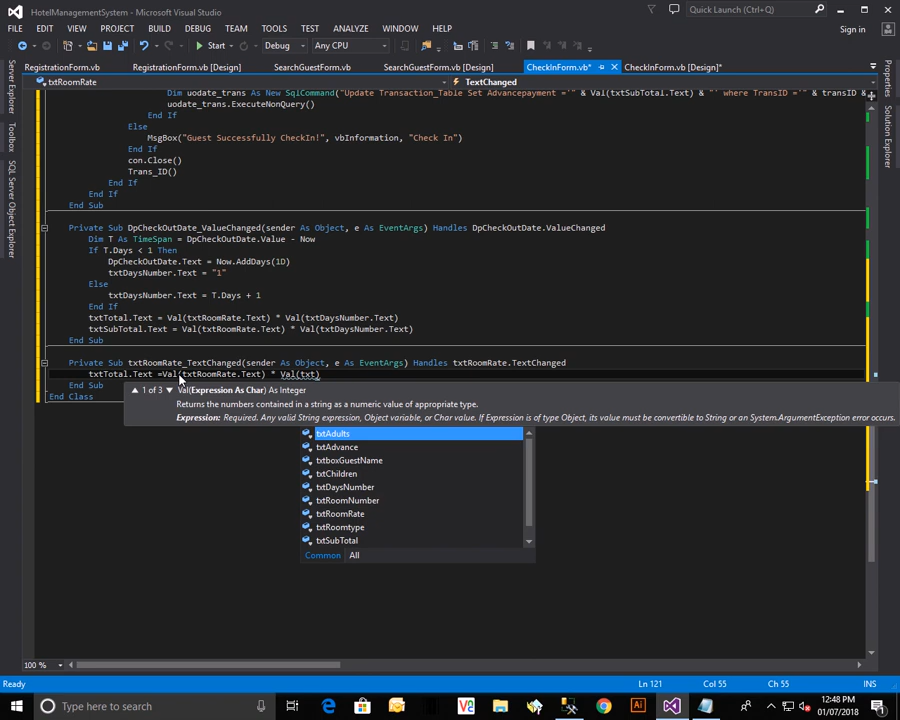 HotelManagementSystem - Microsoft Visual Studio
Quick Launch (Ctrl+Q)
FILE EDIT VIEW PROJECT BUILD DEBUG TEAM TOOLS TEST ARCHITECTURE ANALYZE WINDOW HELP Sign in
Start Debug Any CPU
RegistrationForm.vb RegistrationForm.vb [Design] SearchGuestForm.vb SearchGuestForm.vb [Design] CheckInForm.vb* CheckInForm.vb [Design]*
txtRoomRate TextChanged
Dim uodate_trans As New SqlCommand("Update Transaction_Table Set Advancepayment ='" & Val(txtSubTotal.Text) & "' where TransID ='" & transID &
uodate_trans.ExecuteNonQuery()
End If
Else
MsgBox("Guest Successfully CheckIn!", vbInformation, "Check In")
End If
con.Close()
Trans_ID()
End If
End If
End Sub
Private Sub DpCheckOutDate_ValueChanged(sender As Object, e As EventArgs) Handles DpCheckOutDate.ValueChanged
Dim T As TimeSpan = DpCheckOutDate.Value - Now
If T.Days < 1 Then
DpCheckOutDate.Text = Now.AddDays(1D)
txtDaysNumber.Text = "1"
Else
txtDaysNumber.Text = T.Days + 1
End If
txtTotal.Text = Val(txtRoomRate.Text) * Val(txtDaysNumber.Text)
txtSubTotal.Text = Val(txtRoomRate.Text) * Val(txtDaysNumber.Text)
End Sub
Private Sub txtRoomRate_TextChanged(sender As Object, e As EventArgs) Handles txtRoomRate.TextChanged
txtTotal.Text =Val(txtRoomRate.Text) * Val(txt)
End Sub
End Class
1 of 3 Val(Expression As Char) As Integer
Returns the numbers contained in a string as a numeric value of appropriate type.
Expression: Required. Any valid String expression, Object variable, or Char value. If Expression is of type Object, its value must be convertible to String or an System.ArgumentException error occurs.
txtAdults
txtAdvance
txtboxGuestName
txtChildren
txtDaysNumber
txtRoomNumber
txtRoomRate
txtRoomtype
txtSubTotal
Common All
Server Explorer
Toolbox
SQL Server Object Explorer
Properties
Solution Explorer
100 %
Ready Ln 121 Col 55 Ch 55 INS
Type here to search
12:48 PM
01/07/2018